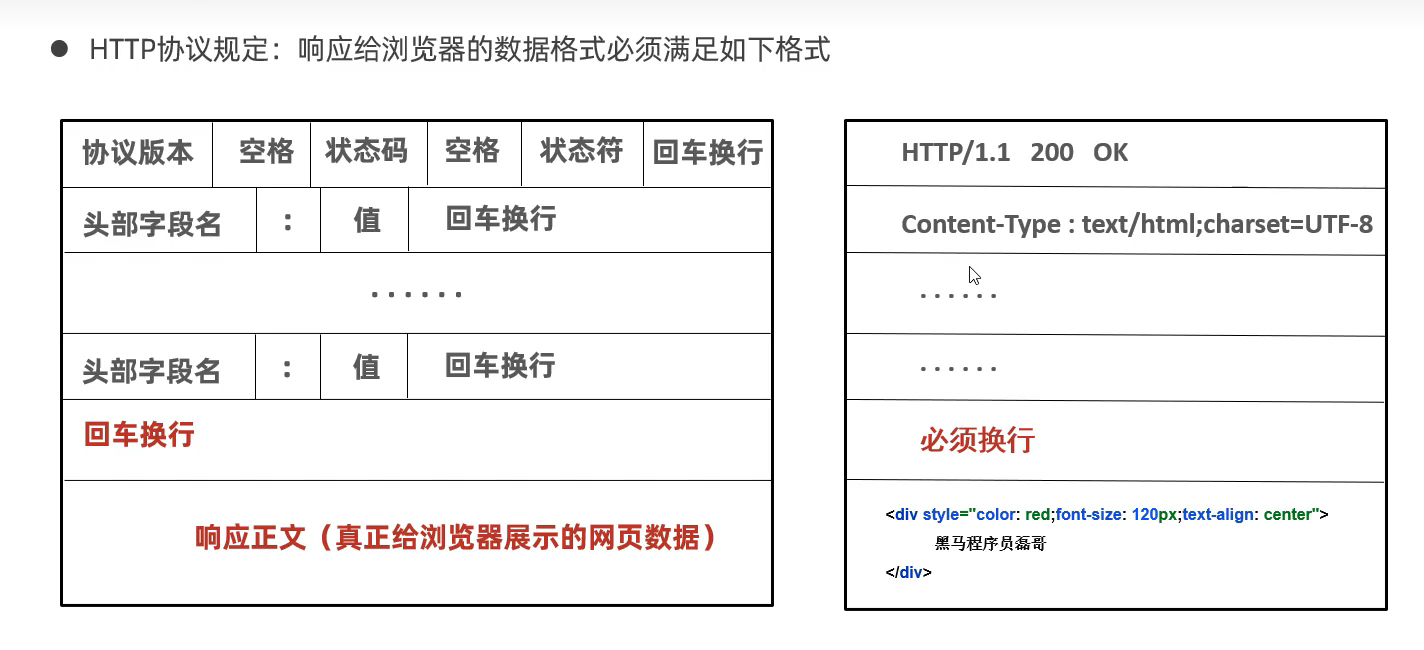 ● HTTP协议规定：响应给浏览器的数据格式必须满足如下格式
协议版本 空格 状态码 空格 状态符 回车换行
头部字段名 : 值 回车换行
......
头部字段名 : 值 回车换行
回车换行
响应正文（真正给浏览器展示的网页数据）
HTTP/1.1 200 OK
Content-Type : text/html;charset=UTF-8
......
......
必须换行
<div style="color: red;font-size: 120px;text-align: center">
黑马程序员磊哥
</div>